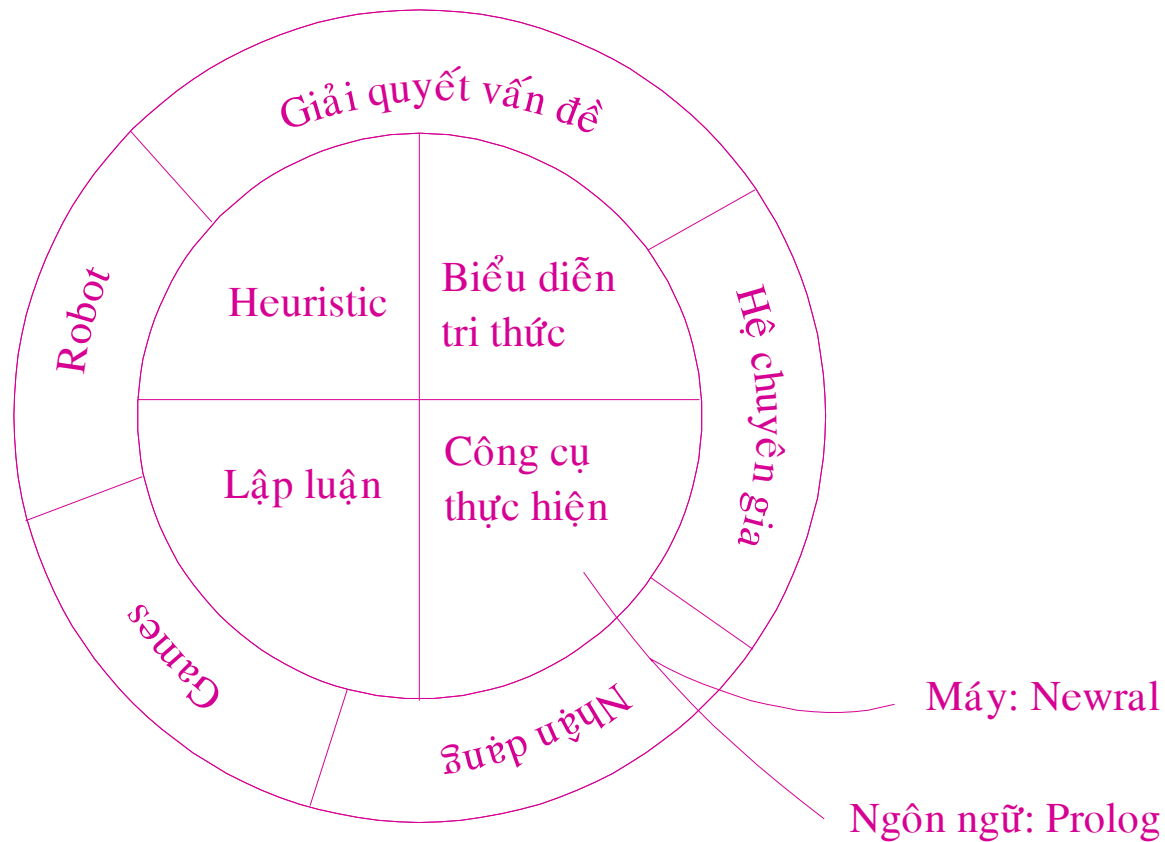 Giải quyết vấn đề
Robot
Heuristic
Biểu diễn
tri thức
Hệ chuyên gia
Lập luận
Công cụ
thực hiện
Games
Nhận dạng
Máy: Newral
Ngôn ngữ: Prolog